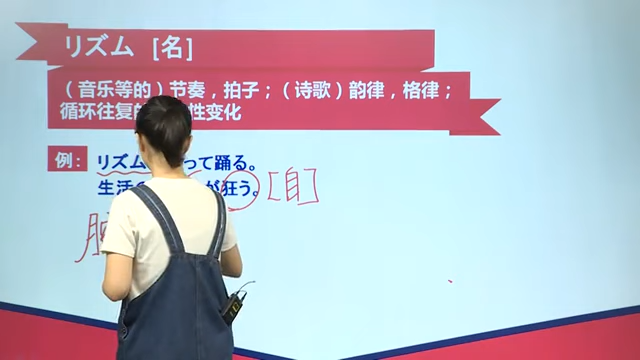 リズム [名]
（音乐等的）节奏，拍子；（诗歌）韵律，格律；
循环往复的 性变化
例： リズム って踊る。
生活 が狂う。 [自]